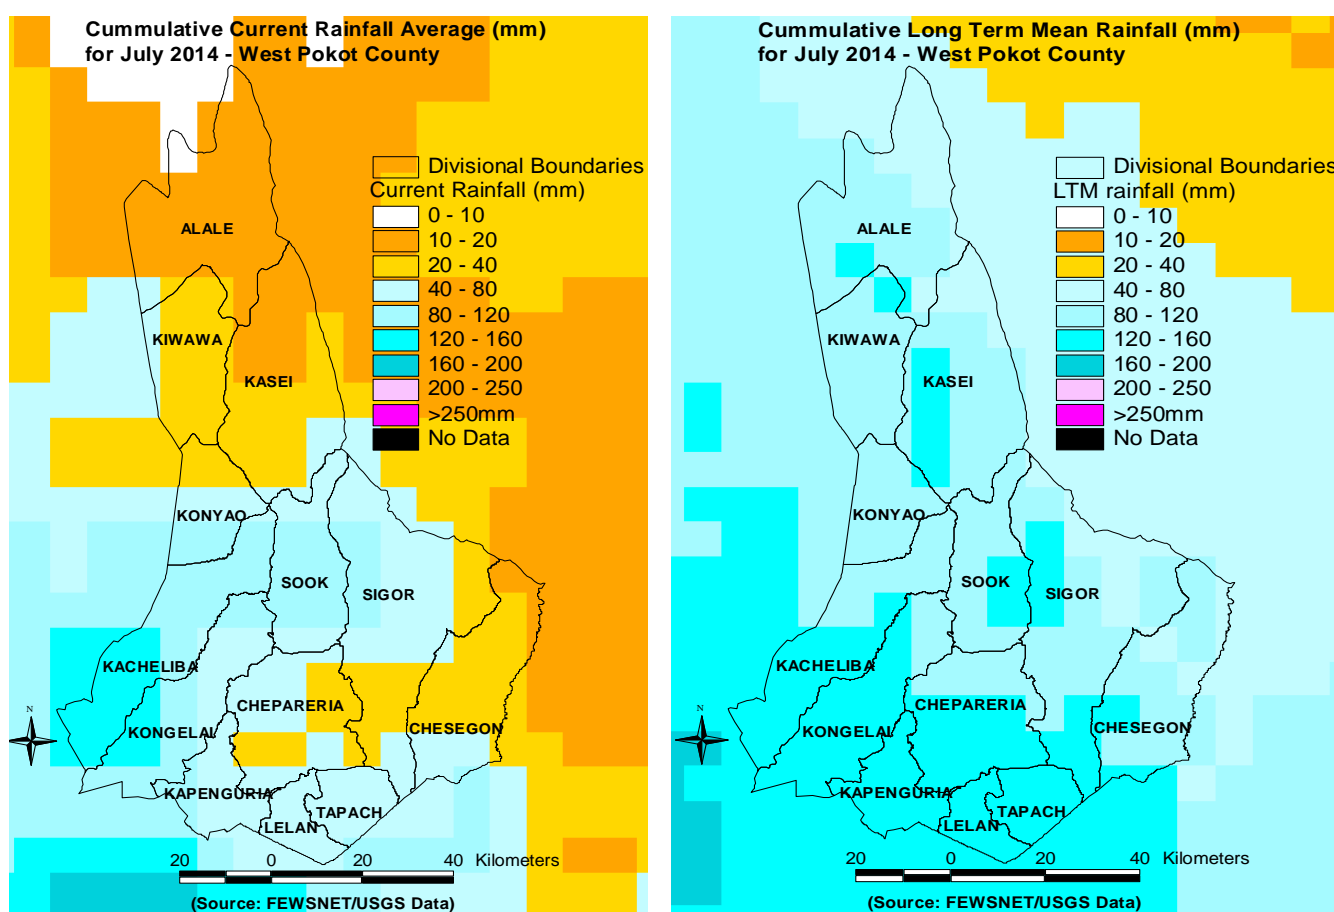 Cummulative Current Rainfall Average (mm)
for July 2014 - West Pokot County
Divisional Boundaries
Current Rainfall (mm)
0 - 10
10 - 20
20 - 40
40 - 80
80 - 120
120 - 160
160 - 200
200 - 250
>250mm
No Data
ALALE
KIWAWA
KASEI
KONYAO
SOOK
SIGOR
KACHELIBA
CHEPARERIA
KONGELAI
CHESEGON
KAPENGURIA
TAPACH
LELAN
N
20 0 20 40 Kilometers
(Source: FEWSNET/USGS Data)
Cummulative Long Term Mean Rainfall (mm)
for July 2014 - West Pokot County
Divisional Boundaries
LTM rainfall (mm)
0 - 10
10 - 20
20 - 40
40 - 80
80 - 120
120 - 160
160 - 200
200 - 250
>250mm
No Data
ALALE
KIWAWA
KASEI
KONYAO
SOOK
SIGOR
KACHELIBA
CHEPARERIA
KONGELAI
CHESEGON
KAPENGURIA
TAPACH
LELAN
N
20 0 20 40 Kilometers
(Source: FEWSNET/USGS Data)